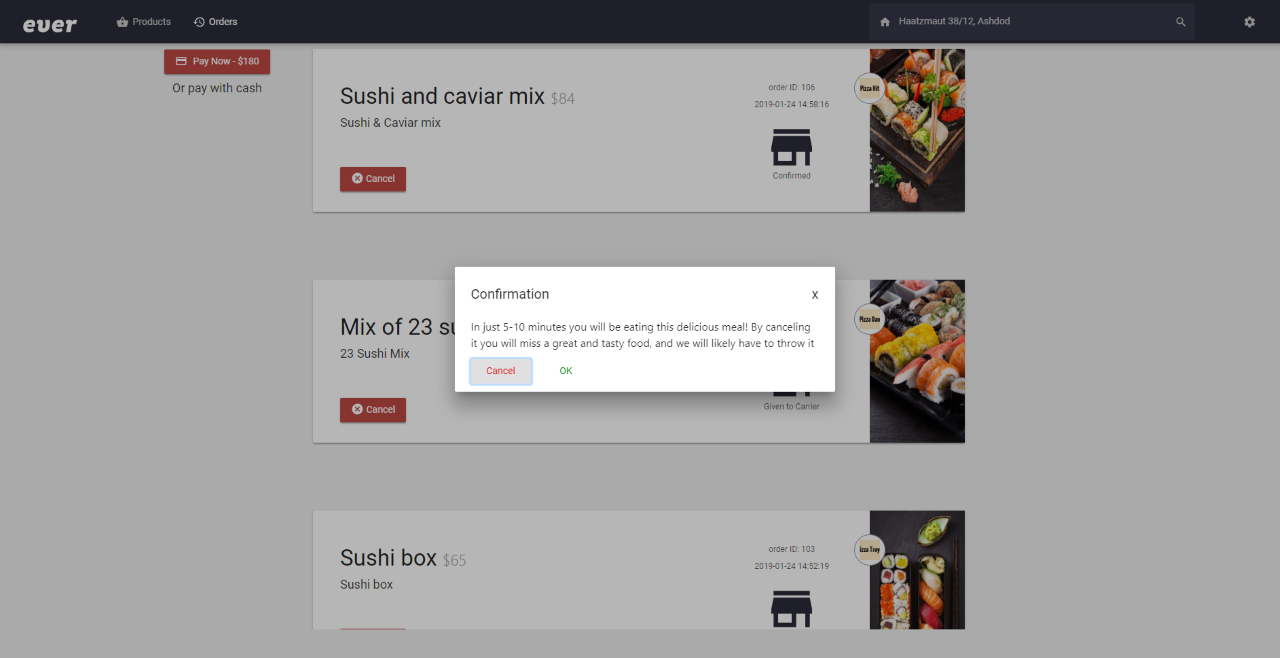 ever
Products
Orders
Haatzmaut 38/12, Ashdod
Pay Now - $180
Or pay with cash
Sushi and caviar mix $84
Sushi & Caviar mix
Cancel
order ID: 106
2019-01-24 14:58:16
Confirmed
Pizza Hit
Confirmation
X
In just 5-10 minutes you will be eating this delicious meal! By canceling
it you will miss a great and tasty food, and we will likely have to throw it
Cancel
OK
Mix of 23 su
23 Sushi Mix
Cancel
Given to Carrier
Pizza Dan
Sushi box $65
Sushi box
order ID: 103
2019-01-24 14:52:19
izza Troy